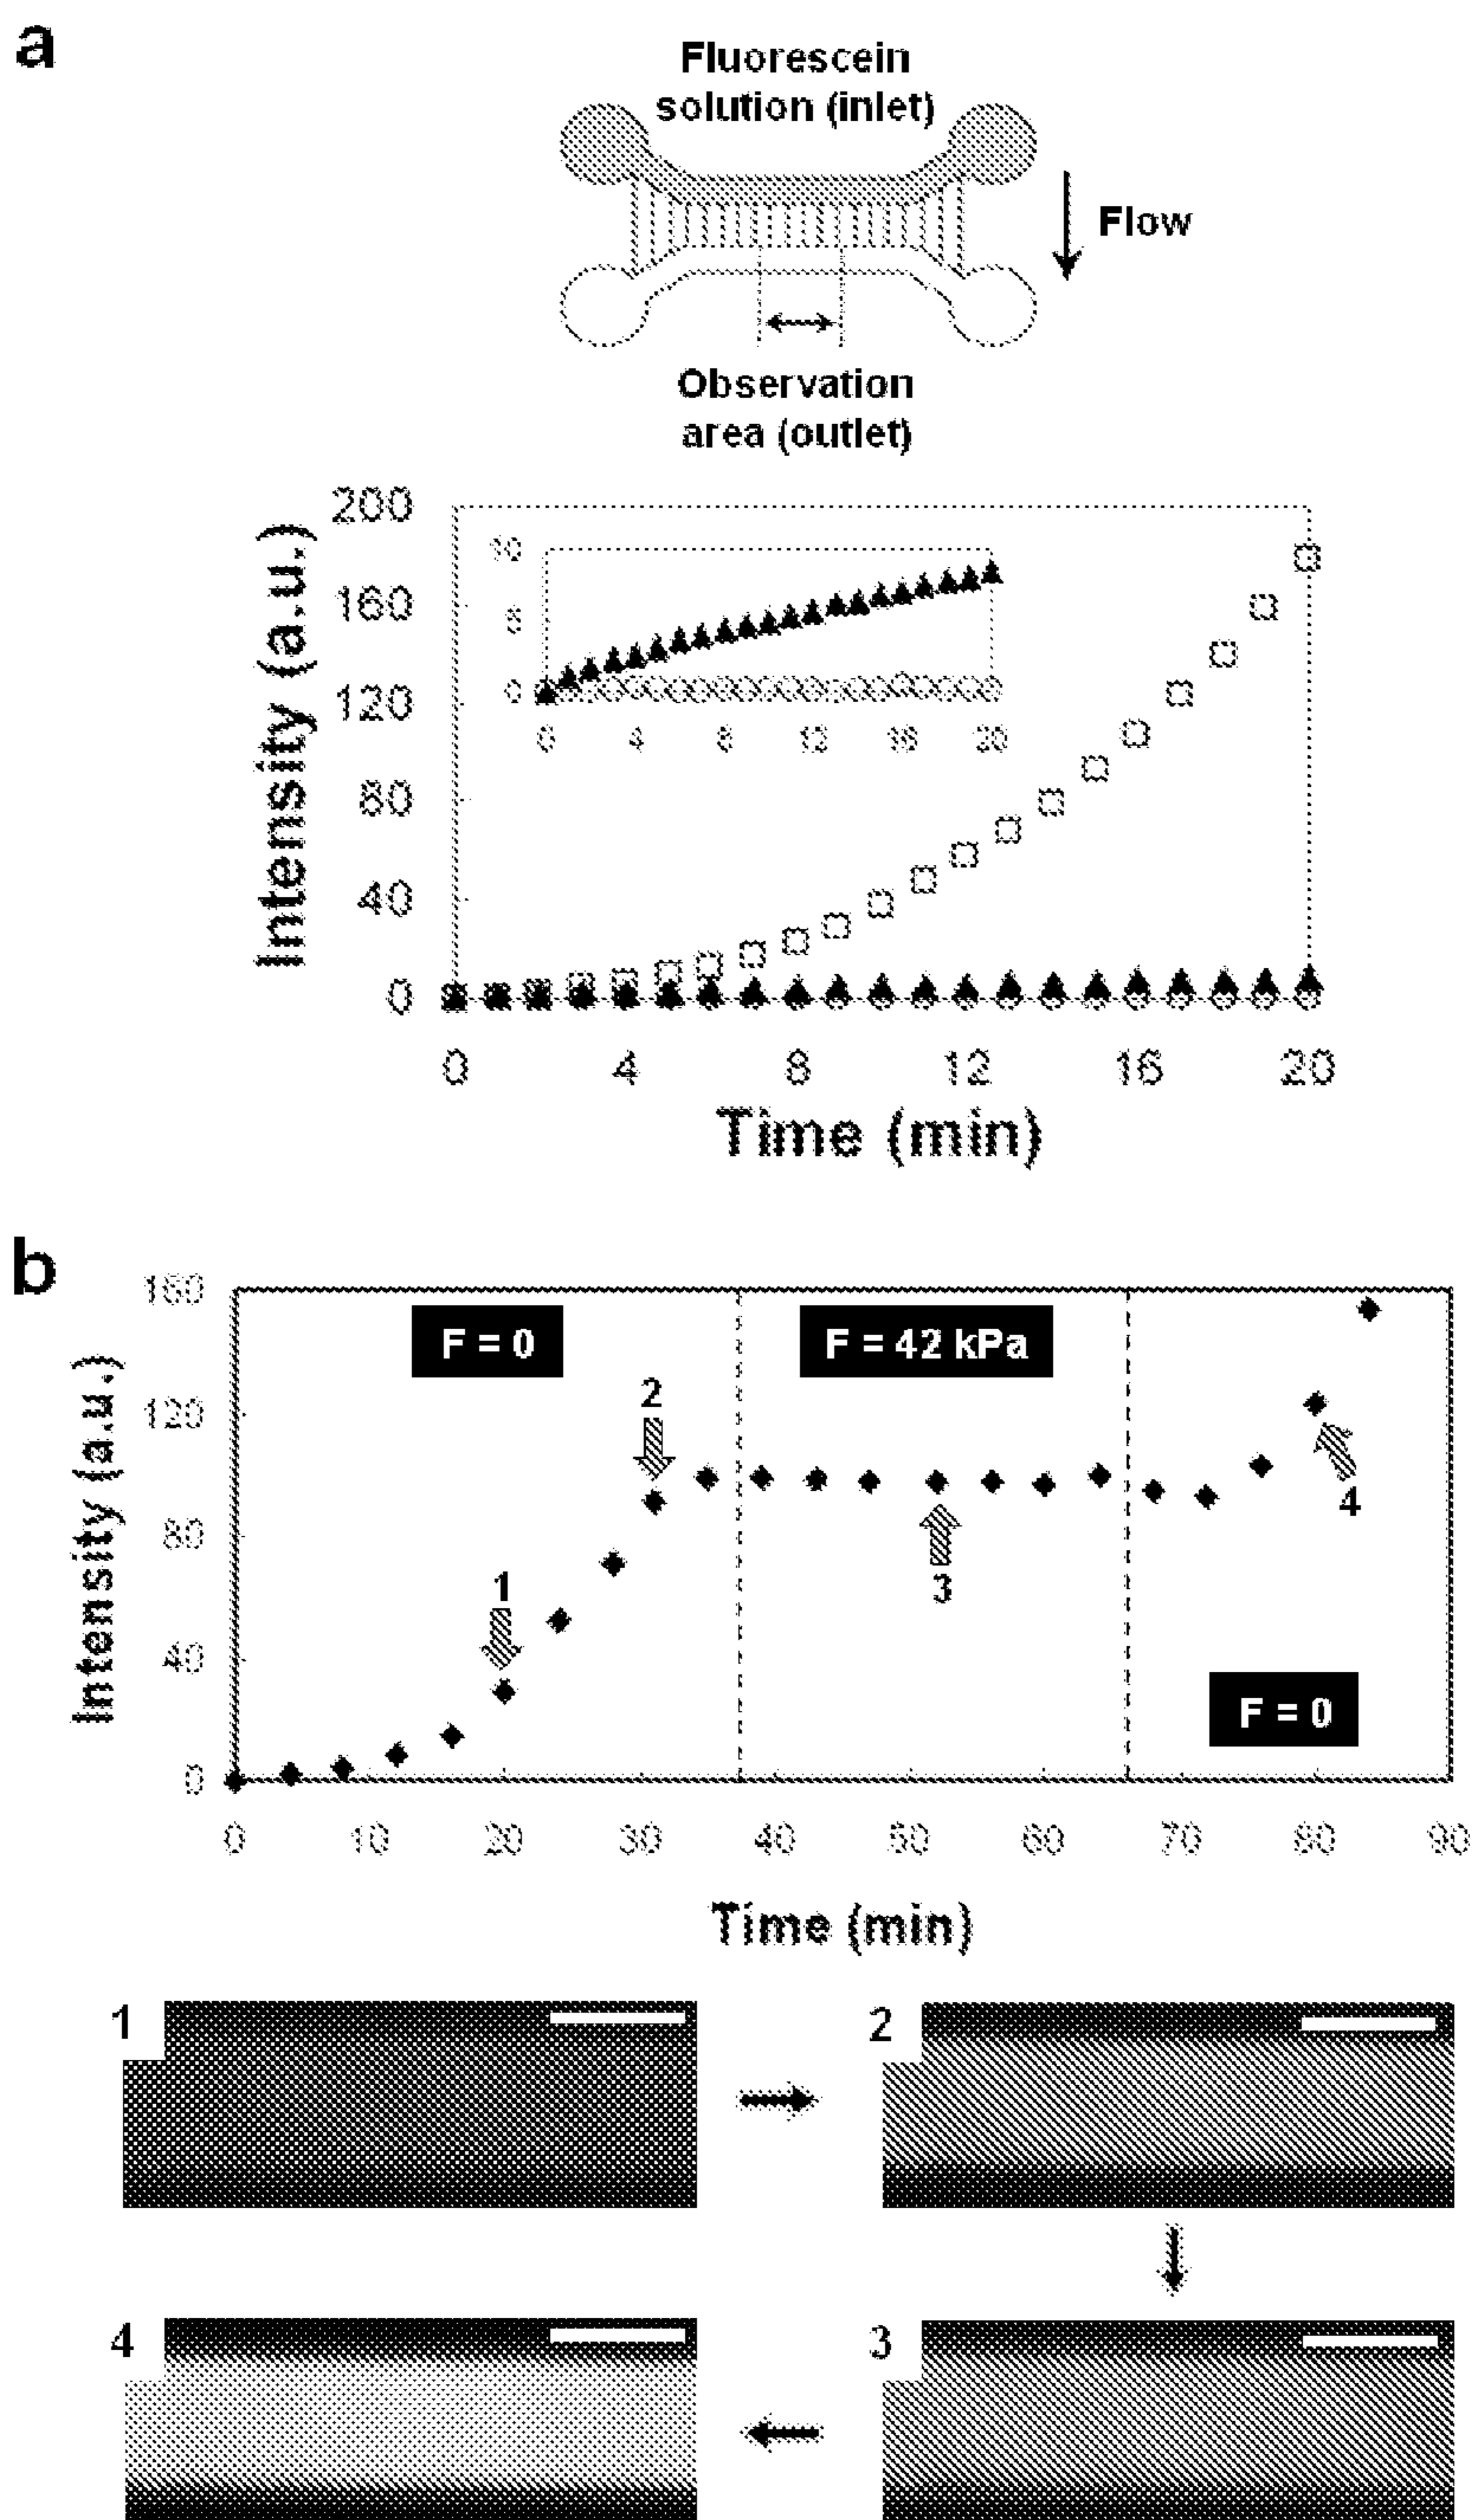 a
Fluorescein
solution (inlet)
Flow
Observation
area (outlet)
Intensity (a.u.)
200
160
120
80
40
0
10
5
0
0 4 8 12 16 20
0 4 8 12 16 20
Time (min)
b
Intensity (a.u.)
160
120
80
40
0
F = 0
F = 42 kPa
F = 0
1
2
3
4
0 10 20 30 40 50 60 70 80 90
Time (min)
1
2
4
3